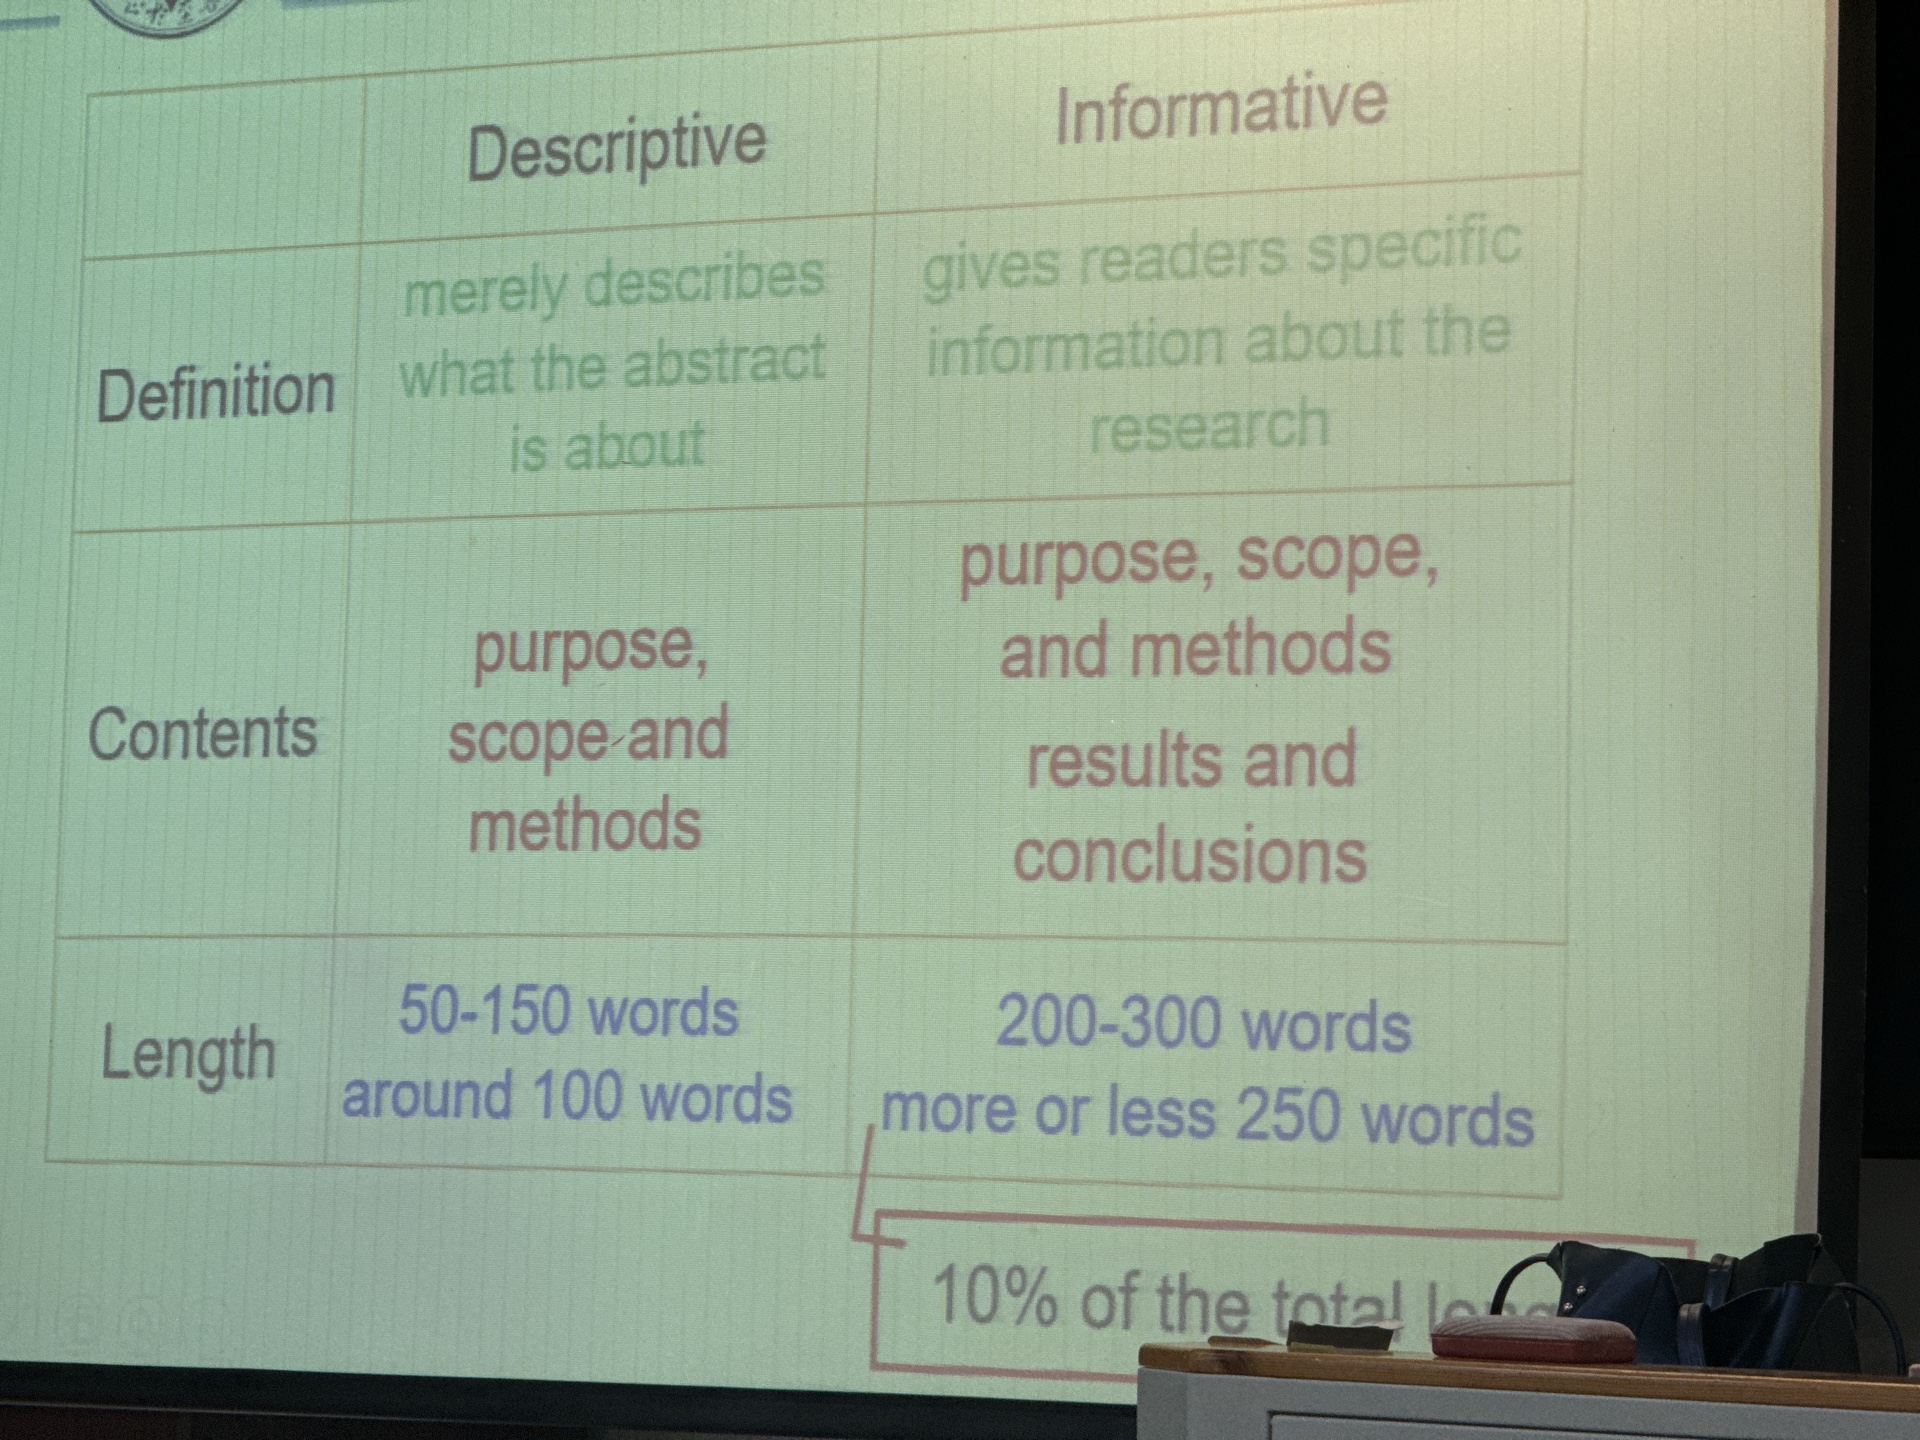 Descriptive
Informative
Definition
merely describes
what the abstract
is about
gives readers specific
information about the
research
Contents
purpose,
scope and
methods
purpose, scope,
and methods
results and
conclusions
Length
50-150 words
around 100 words
200-300 words
more or less 250 words
10% of the total